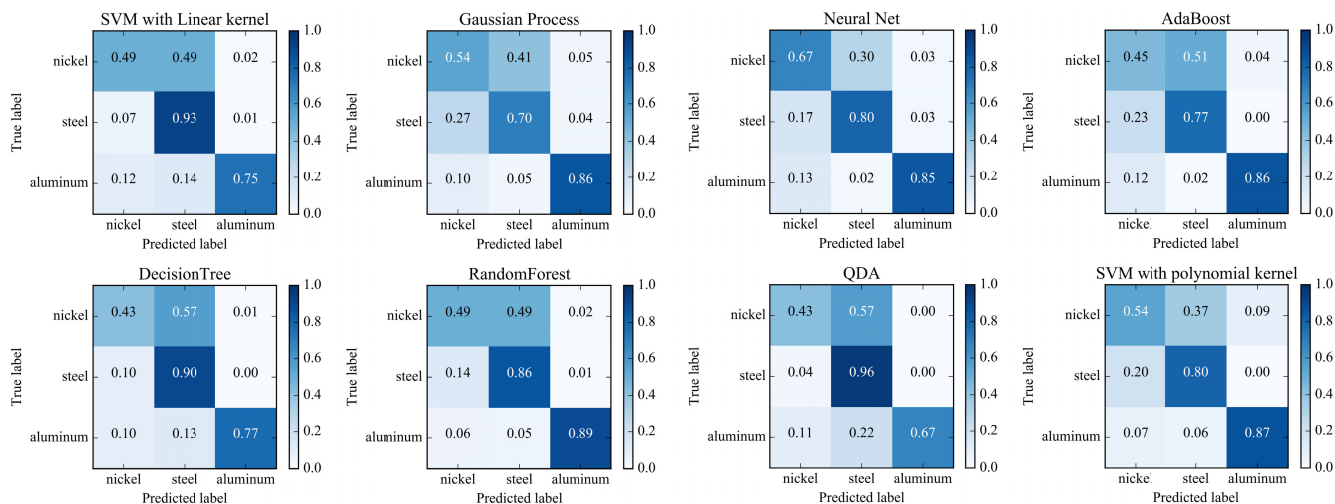 SVM with Linear kernel
1.0
nickel 0.49 0.49 0.02
0.8
0.6
True label
steel 0.07 0.93 0.01
0.4
aluminum 0.12 0.14 0.75
0.2
0.0
nickel steel aluminum
Predicted label
Gaussian Process
1.0
nickel 0.54 0.41 0.05
0.8
0.6
True label
steel 0.27 0.70 0.04
0.4
aluminum 0.10 0.05 0.86
0.2
0.0
nickel steel aluminum
Predicted label
Neural Net
1.0
nickel 0.67 0.30 0.03
0.8
0.6
True label
steel 0.17 0.80 0.03
0.4
aluminum 0.13 0.02 0.85
0.2
0.0
nickel steel aluminum
Predicted label
AdaBoost
1.0
nickel 0.45 0.51 0.04
0.8
0.6
True label
steel 0.23 0.77 0.00
0.4
aluminum 0.12 0.02 0.86
0.2
0.0
nickel steel aluminum
Predicted label
DecisionTree
1.0
nickel 0.43 0.57 0.01
0.8
0.6
True label
steel 0.10 0.90 0.00
0.4
aluminum 0.10 0.13 0.77
0.2
0.0
nickel steel aluminum
Predicted label
RandomForest
1.0
nickel 0.49 0.49 0.02
0.8
0.6
True label
steel 0.14 0.86 0.01
0.4
aluminum 0.06 0.05 0.89
0.2
0.0
nickel steel aluminum
Predicted label
QDA
1.0
nickel 0.43 0.57 0.00
0.8
0.6
True label
steel 0.04 0.96 0.00
0.4
aluminum 0.11 0.22 0.67
0.2
0.0
nickel steel aluminum
Predicted label
SVM with polynomial kernel
1.0
nickel 0.54 0.37 0.09
0.8
0.6
True label
steel 0.20 0.80 0.00
0.4
aluminum 0.07 0.06 0.87
0.2
0.0
nickel steel aluminum
Predicted label